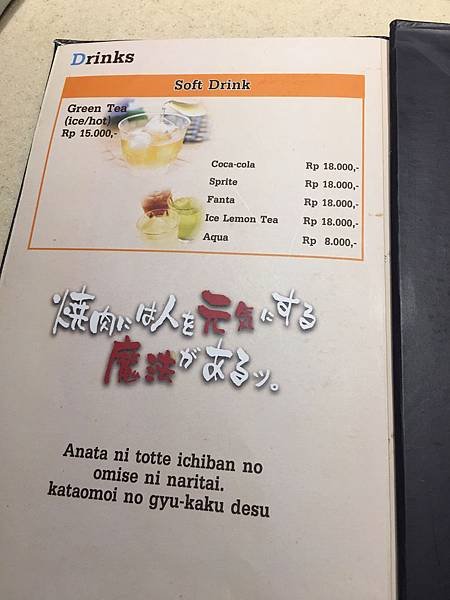 Drinks
Soft Drink
Green Tea
(ice/hot)
Rp 15.000,-
Coca-cola Rp 18.000,-
Sprite Rp 18.000,-
Fanta Rp 18.000,-
Ice Lemon Tea Rp 18.000,-
Aqua Rp 8.000,-
焼肉には人を元気にする
魔法があるッ。
Anata ni totte ichiban no
omise ni naritai.
kataomoi no gyu-kaku desu